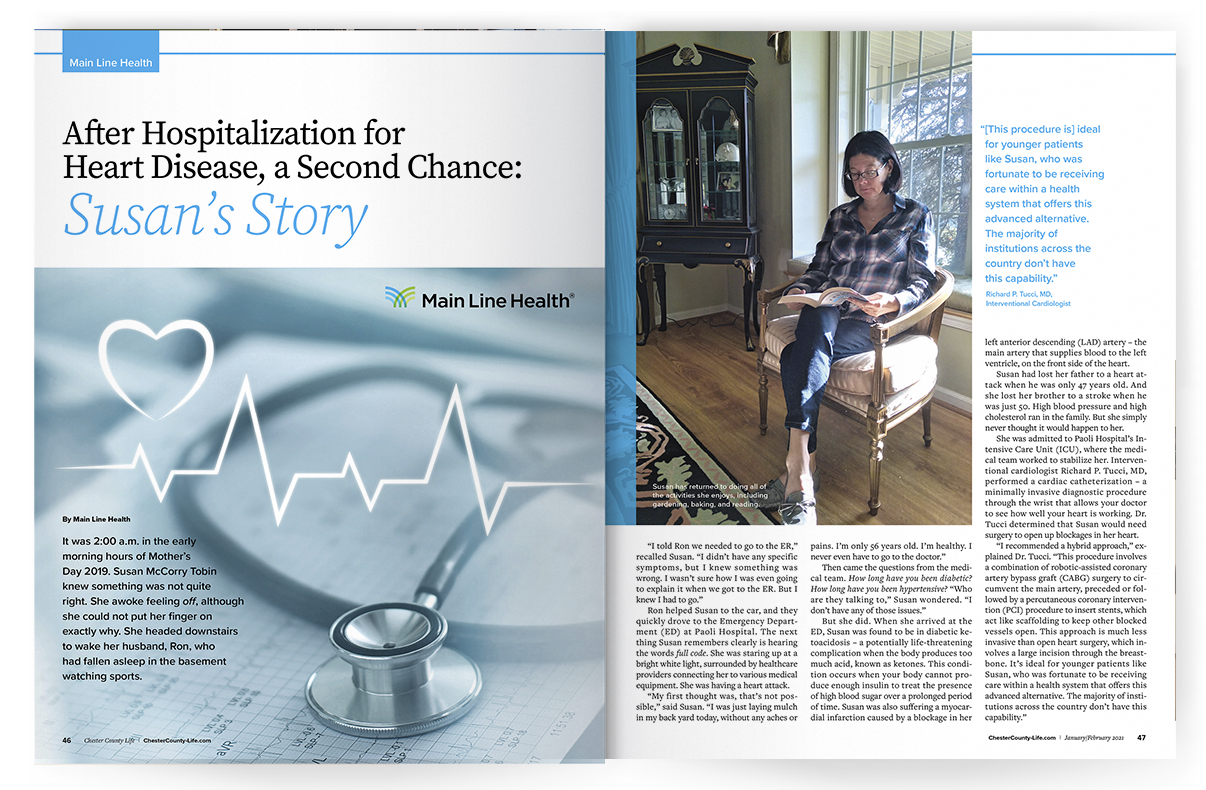 Main Line Health
After Hospitalization for
Heart Disease, a Second Chance:
Susan's Story
Main Line Health®
By Main Line Health
It was 2:00 a.m. in the early
morning hours of Mother's
Day 2019. Susan McCorry Tobin
knew something was not quite
right. She awoke feeling off, although
she could not put her finger on
exactly why. She headed downstairs
to wake her husband, Ron, who
had fallen asleep in the basement
watching sports.
aVR
46 Chester County Life | ChesterCounty-Life.com
Susan has returned to doing all of
the activities she enjoys, including
gardening, baking, and reading.
"I told Ron we needed to go to the ER,"
recalled Susan. "I didn't have any specific
symptoms, but I knew something was
wrong. I wasn't sure how I was even going
to explain it when we got to the ER. But I
knew I had to go."
Ron helped Susan to the car, and they
quickly drove to the Emergency Depart-
ment (ED) at Paoli Hospital. The next
thing Susan remembers clearly is hearing
the words full code. She was staring up at a
bright white light, surrounded by healthcare
providers connecting her to various medical
equipment. She was having a heart attack.
"My first thought was, that's not pos-
sible," said Susan. "I was just laying mulch
in my back yard today, without any aches or
pains. I'm only 56 years old. I'm healthy. I
never even have to go to the doctor."
Then came the questions from the medi-
cal team. How long have you been diabetic?
How long have you been hypertensive? "Who
are they talking to," Susan wondered. "I
don't have any of those issues."
But she did. When she arrived at the
ED, Susan was found to be in diabetic ke-
toacidosis – a potentially life-threatening
complication when the body produces too
much acid, known as ketones. This condi-
tion occurs when your body cannot pro-
duce enough insulin to treat the presence
of high blood sugar over a prolonged period
of time. Susan was also suffering a myocar-
dial infarction caused by a blockage in her
"[This procedure is] ideal
for younger patients
like Susan, who was
fortunate to be receiving
care within a health
system that offers this
advanced alternative.
The majority of
institutions across the
country don't have
this capability."
Richard P. Tucci, MD,
Interventional Cardiologist
left anterior descending (LAD) artery – the
main artery that supplies blood to the left
ventricle, on the front side of the heart.
Susan had lost her father to a heart at-
tack when he was only 47 years old. And
she lost her brother to a stroke when he
was just 50. High blood pressure and high
cholesterol ran in the family. But she simply
never thought it would happen to her.
She was admitted to Paoli Hospital's In-
tensive Care Unit (ICU), where the medi-
cal team worked to stabilize her. Interven-
tional cardiologist Richard P. Tucci, MD,
performed a cardiac catheterization – a
minimally invasive diagnostic procedure
through the wrist that allows your doctor
to see how well your heart is working. Dr.
Tucci determined that Susan would need
surgery to open up blockages in her heart.
"I recommended a hybrid approach," ex-
plained Dr. Tucci. "This procedure involves
a combination of robotic-assisted coronary
artery bypass graft (CABG) surgery to cir-
cumvent the main artery, preceded or fol-
lowed by a percutaneous coronary interven-
tion (PCI) procedure to insert stents, which
act like scaffolding to keep other blocked
vessels open. This approach is much less
invasive than open heart surgery, which in-
volves a large incision through the breast-
bone. It's ideal for younger patients like
Susan, who was fortunate to be receiving
care within a health system that offers this
advanced alternative. The majority of insti-
tutions across the country don't have this
capability."
ChesterCounty-Life.com | January/February 2021 47